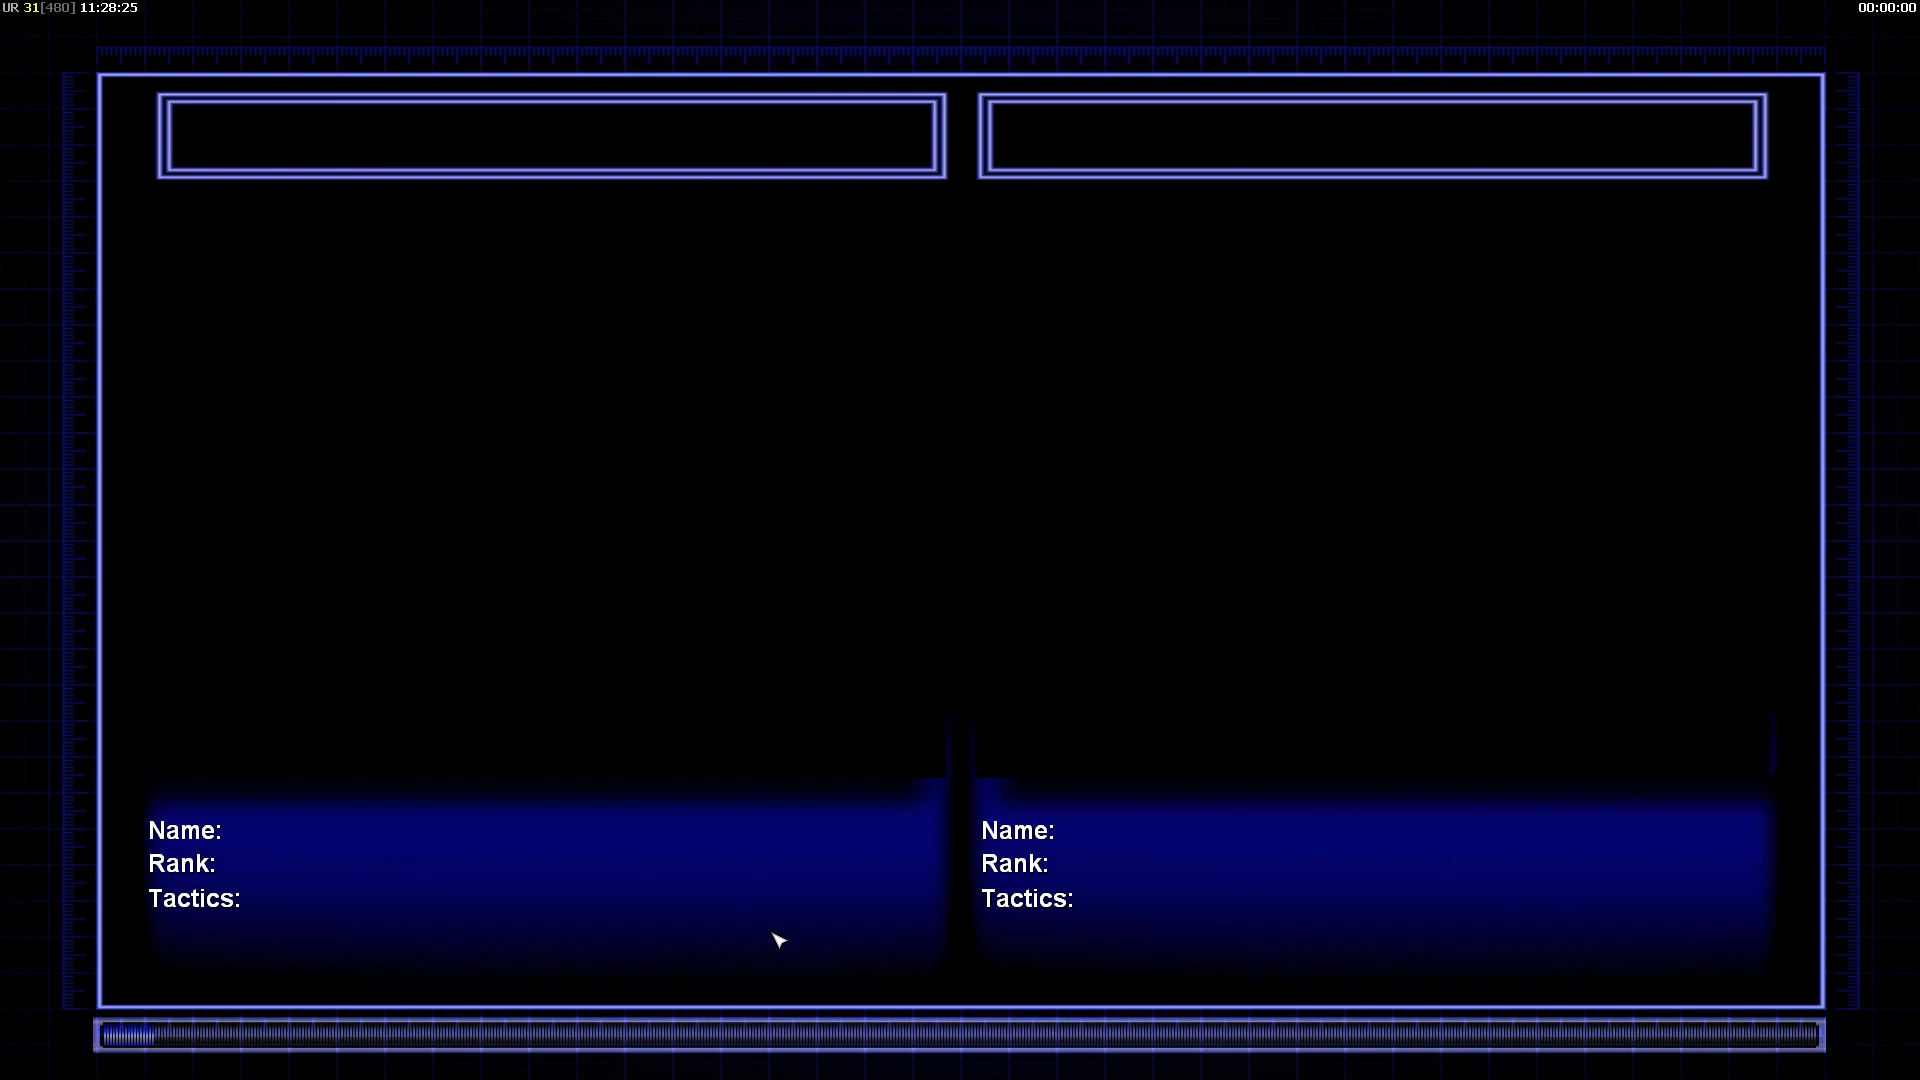 UR 31[480] 11:28:25
00:00:00
Name:
Rank:
Tactics:
Name:
Rank:
Tactics: